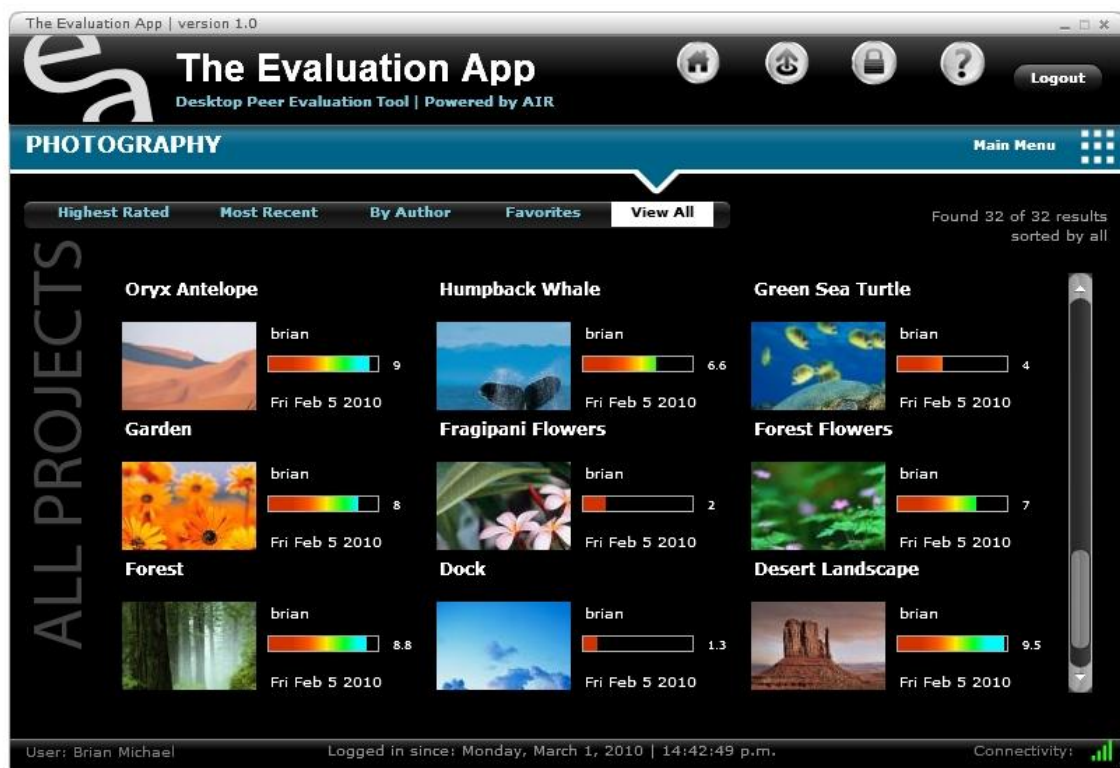 The Evaluation App | version 1.0
ea
The Evaluation App
Desktop Peer Evaluation Tool | Powered by AIR
?
Logout
PHOTOGRAPHY
Main Menu
Highest Rated Most Recent By Author Favorites View All
Found 32 of 32 results
sorted by all
ALL PROJECTS
Oryx Antelope Humpback Whale Green Sea Turtle
brian brian brian
9 6.6 4
Fri Feb 5 2010 Fri Feb 5 2010 Fri Feb 5 2010
Garden Fragipani Flowers Forest Flowers
brian brian brian
8 2 7
Fri Feb 5 2010 Fri Feb 5 2010 Fri Feb 5 2010
Forest Dock Desert Landscape
brian brian brian
8.8 1.3 9.5
Fri Feb 5 2010 Fri Feb 5 2010 Fri Feb 5 2010
User: Brian Michael Logged in since: Monday, March 1, 2010 | 14:42:49 p.m. Connectivity: